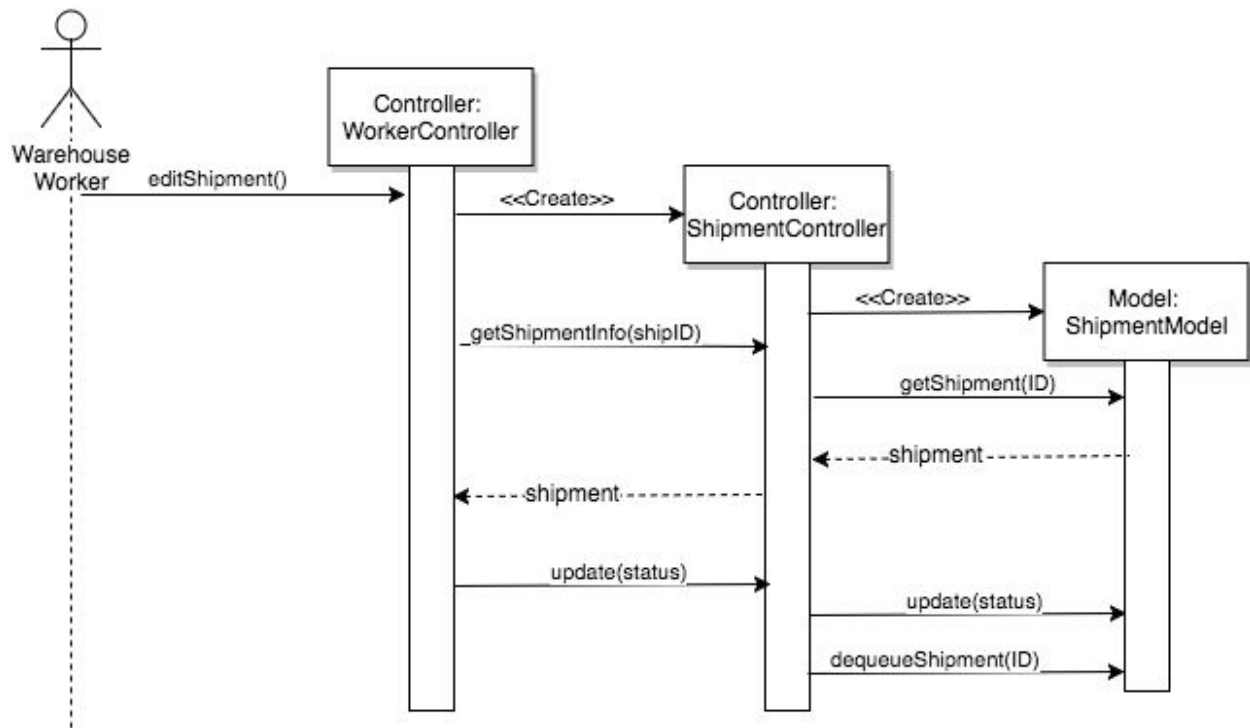 Controller:
WorkerController
Warehouse
Worker
editShipment()
<<Create>>
Controller:
ShipmentController
<<Create>>
Model:
ShipmentModel
_getShipmentInfo(shipID)
getShipment(ID)
shipment
shipment
update(status)
update(status)
dequeueShipment(ID)